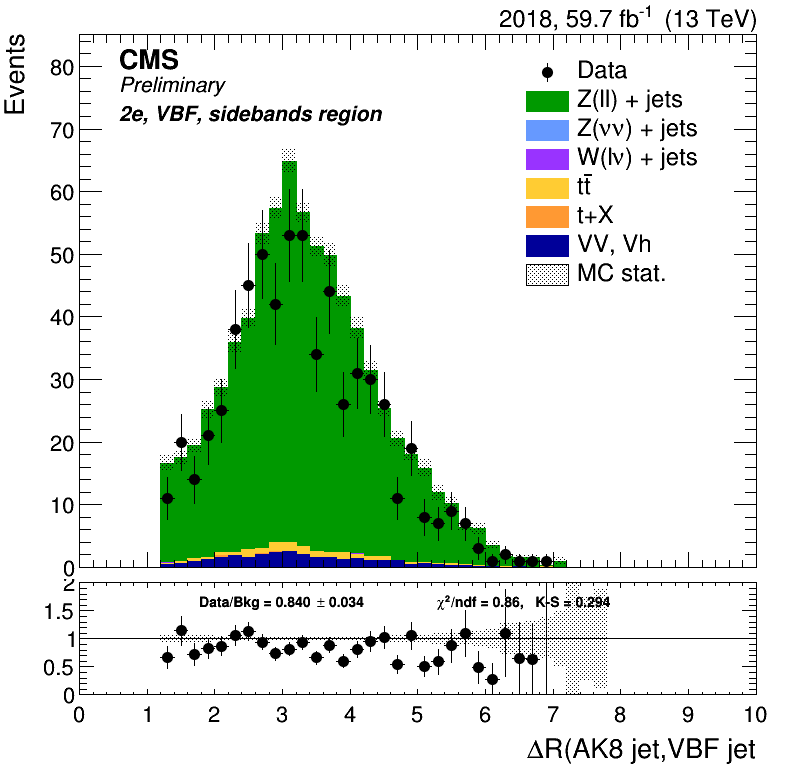 2018, 59.7 fb⁻¹ (13 TeV)
Events
CMS
Preliminary
2e, VBF, sidebands region
Data
Z(ll) + jets
Z(νν) + jets
W(lν) + jets
tt̄
t+X
VV, Vh
MC stat.
80
70
60
50
40
30
20
10
0
2
1.5
1
0.5
0
Data/Bkg = 0.840 ± 0.034
χ²/ndf = 0.86, K-S = 0.294
0 1 2 3 4 5 6 7 8 9 10
ΔR(AK8 jet,VBF jet